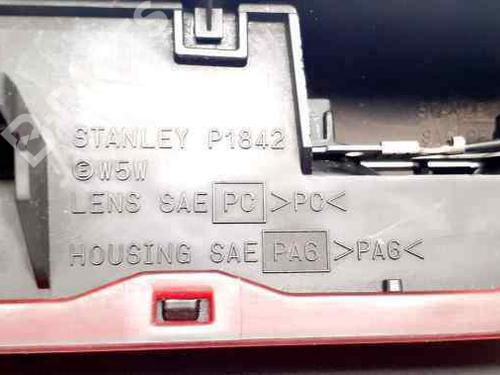 STANLEY P1842
©W5W
LENS SAE PC >PC<
HOUSING SAE PA6 >PA6<